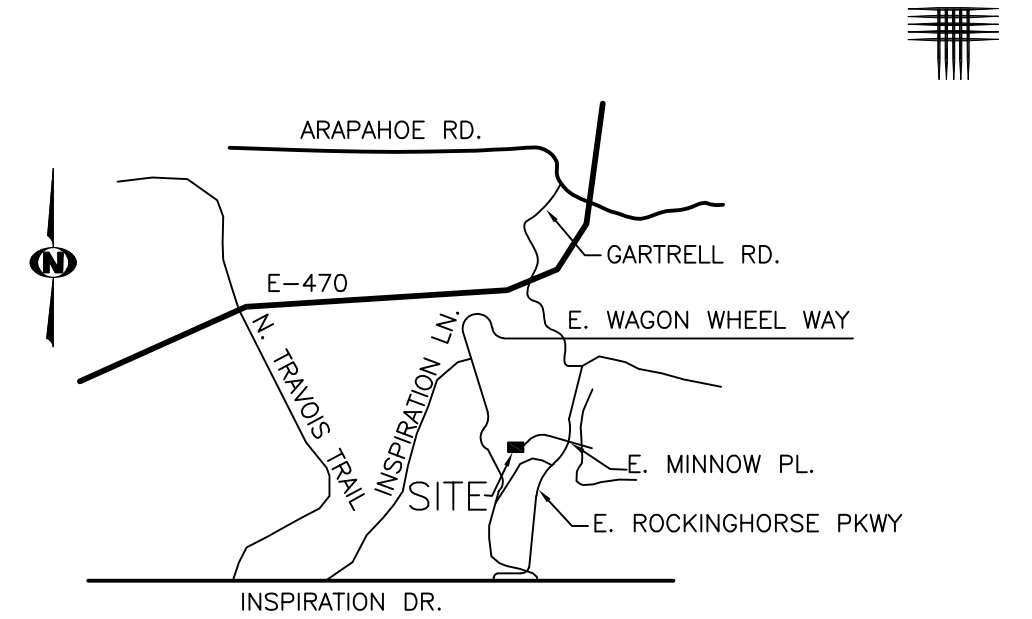 ARAPAHOE RD.
GARTRELL RD.
N
E-470
E. WAGON WHEEL WAY
N. TRAVOIS TRAIL
INSPIRATION LN.
E. MINNOW PL.
SITE
E. ROCKINGHORSE PKWY
INSPIRATION DR.